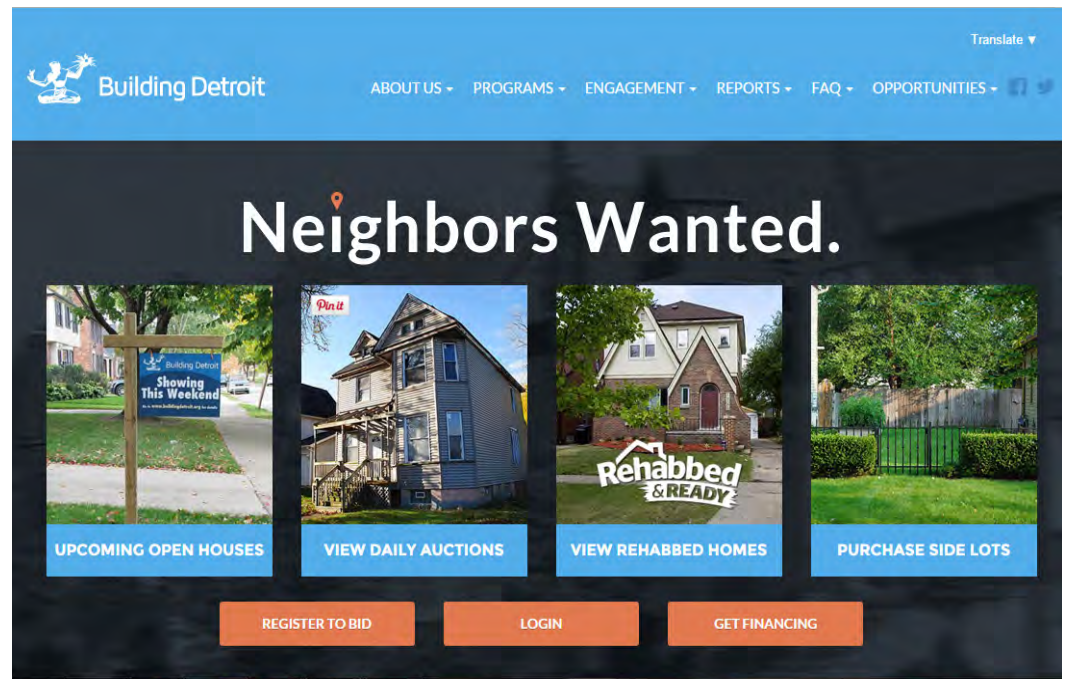 Translate ▼
Building Detroit
ABOUT US
PROGRAMS
ENGAGEMENT
REPORTS
FAQ
OPPORTUNITIES
Neighbors Wanted.
Building Detroit
Showing
This Weekend
Pin it
Rehabbed
& READY
UPCOMING OPEN HOUSES
VIEW DAILY AUCTIONS
VIEW REHABBED HOMES
PURCHASE SIDE LOTS
REGISTER TO BID
LOGIN
GET FINANCING